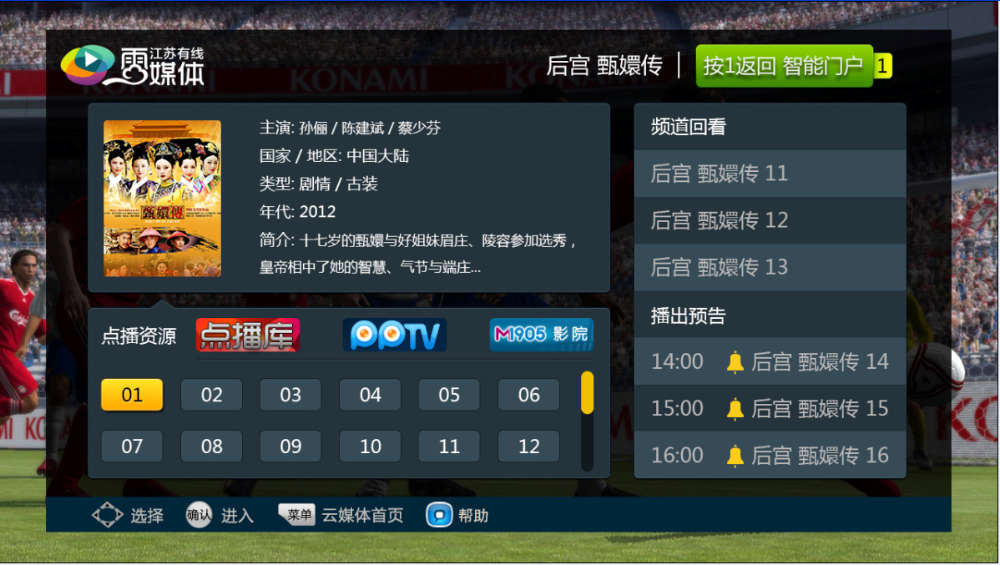 江苏有线
云媒体
后宫 甄嬛传
按1返回 智能门户 1
KONAMI
主演: 孙俪 / 陈建斌 / 蔡少芬
国家 / 地区: 中国大陆
类型: 剧情 / 古装
年代: 2012
简介: 十七岁的甄嬛与好姐妹眉庄、陵容参加选秀，
皇帝相中了她的智慧、气节与端庄...
甄嬛傳
点播资源
点播库
PPTV
M1905 影院
01 02 03 04 05 06
07 08 09 10 11 12
频道回看
后宫 甄嬛传 11
后宫 甄嬛传 12
后宫 甄嬛传 13
播出预告
14:00 后宫 甄嬛传 14
15:00 后宫 甄嬛传 15
16:00 后宫 甄嬛传 16
选择 确认 进入 菜单 云媒体首页 帮助